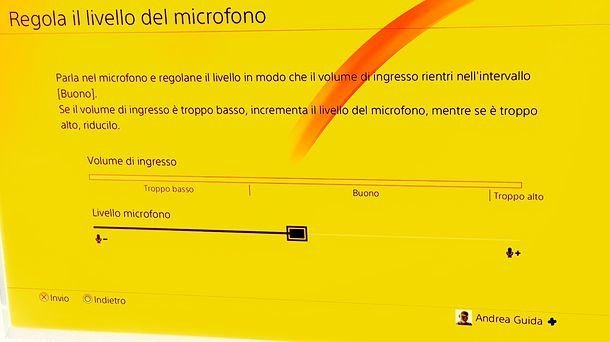 Regola il livello del microfono
Parla nel microfono e regolane il livello in modo che il volume di ingresso rientri nell'intervallo
[Buono].
Se il volume di ingresso è troppo basso, incrementa il livello del microfono, mentre se è troppo
alto, riducilo.
Volume di ingresso
Troppo basso
Buono
Troppo alto
Livello microfono
Invio
Indietro
Andrea Guida